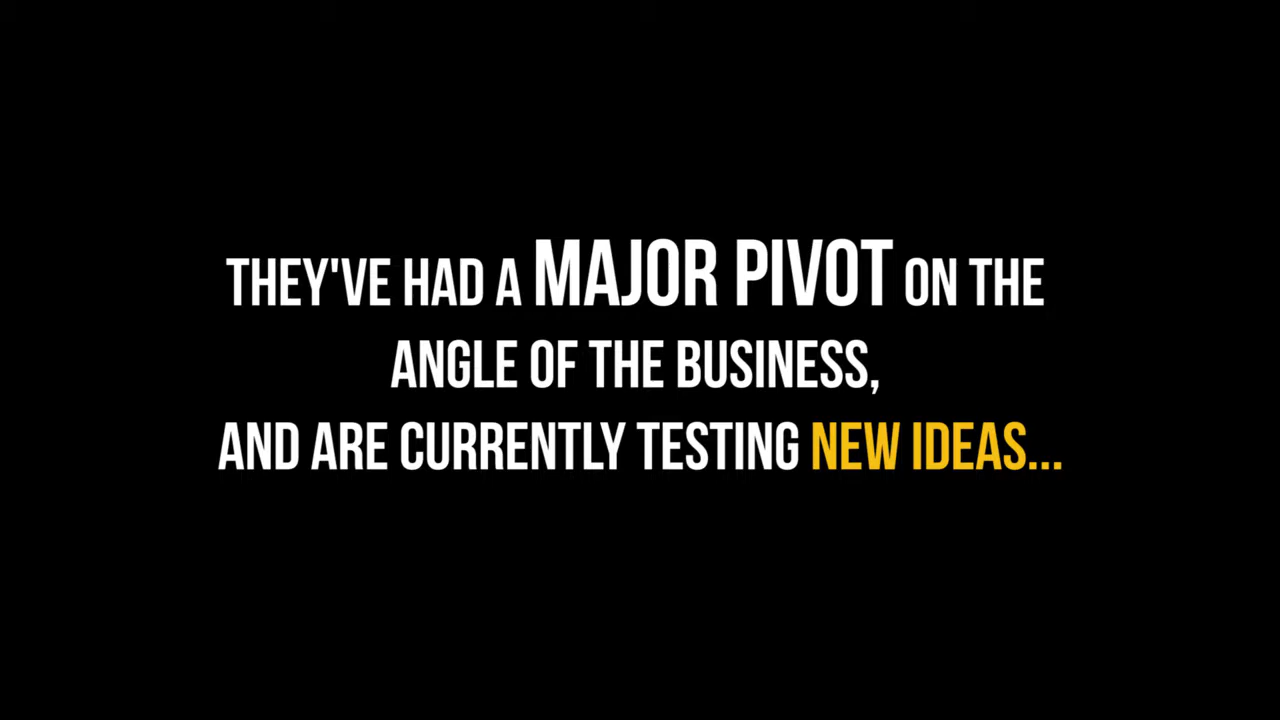 THEY'VE HAD A MAJOR PIVOT ON THE
ANGLE OF THE BUSINESS,
AND ARE CURRENTLY TESTING NEW IDEAS...